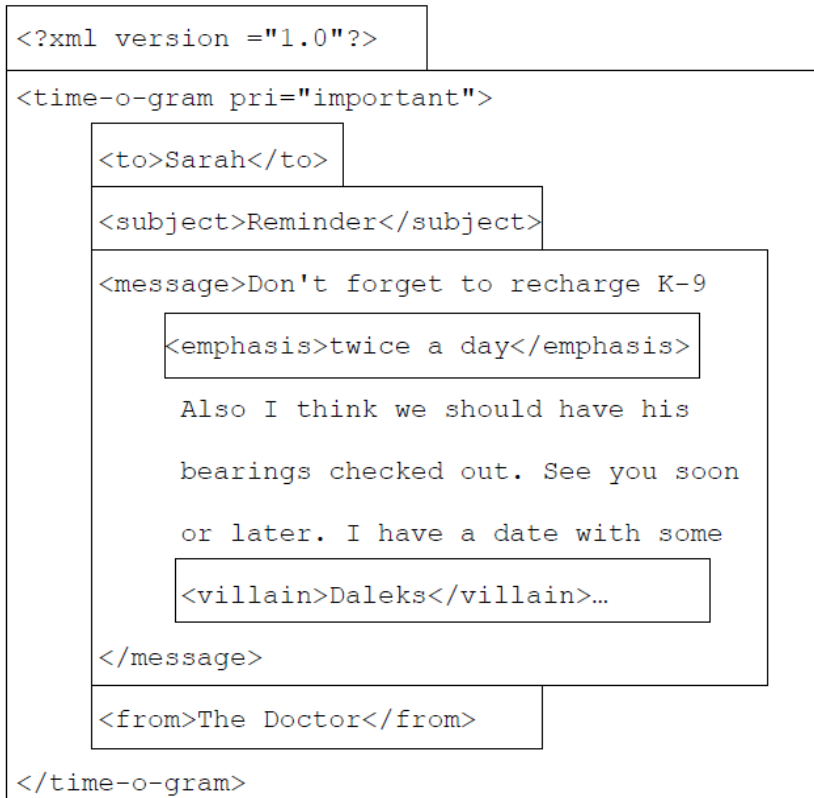 <?xml version ="1.0"?>
<time-o-gram pri="important">
<to>Sarah</to>
<subject>Reminder</subject>
<message>Don't forget to recharge K-9
<emphasis>twice a day</emphasis>
Also I think we should have his
bearings checked out. See you soon
or later. I have a date with some
<villain>Daleks</villain>…
</message>
<from>The Doctor</from>
</time-o-gram>